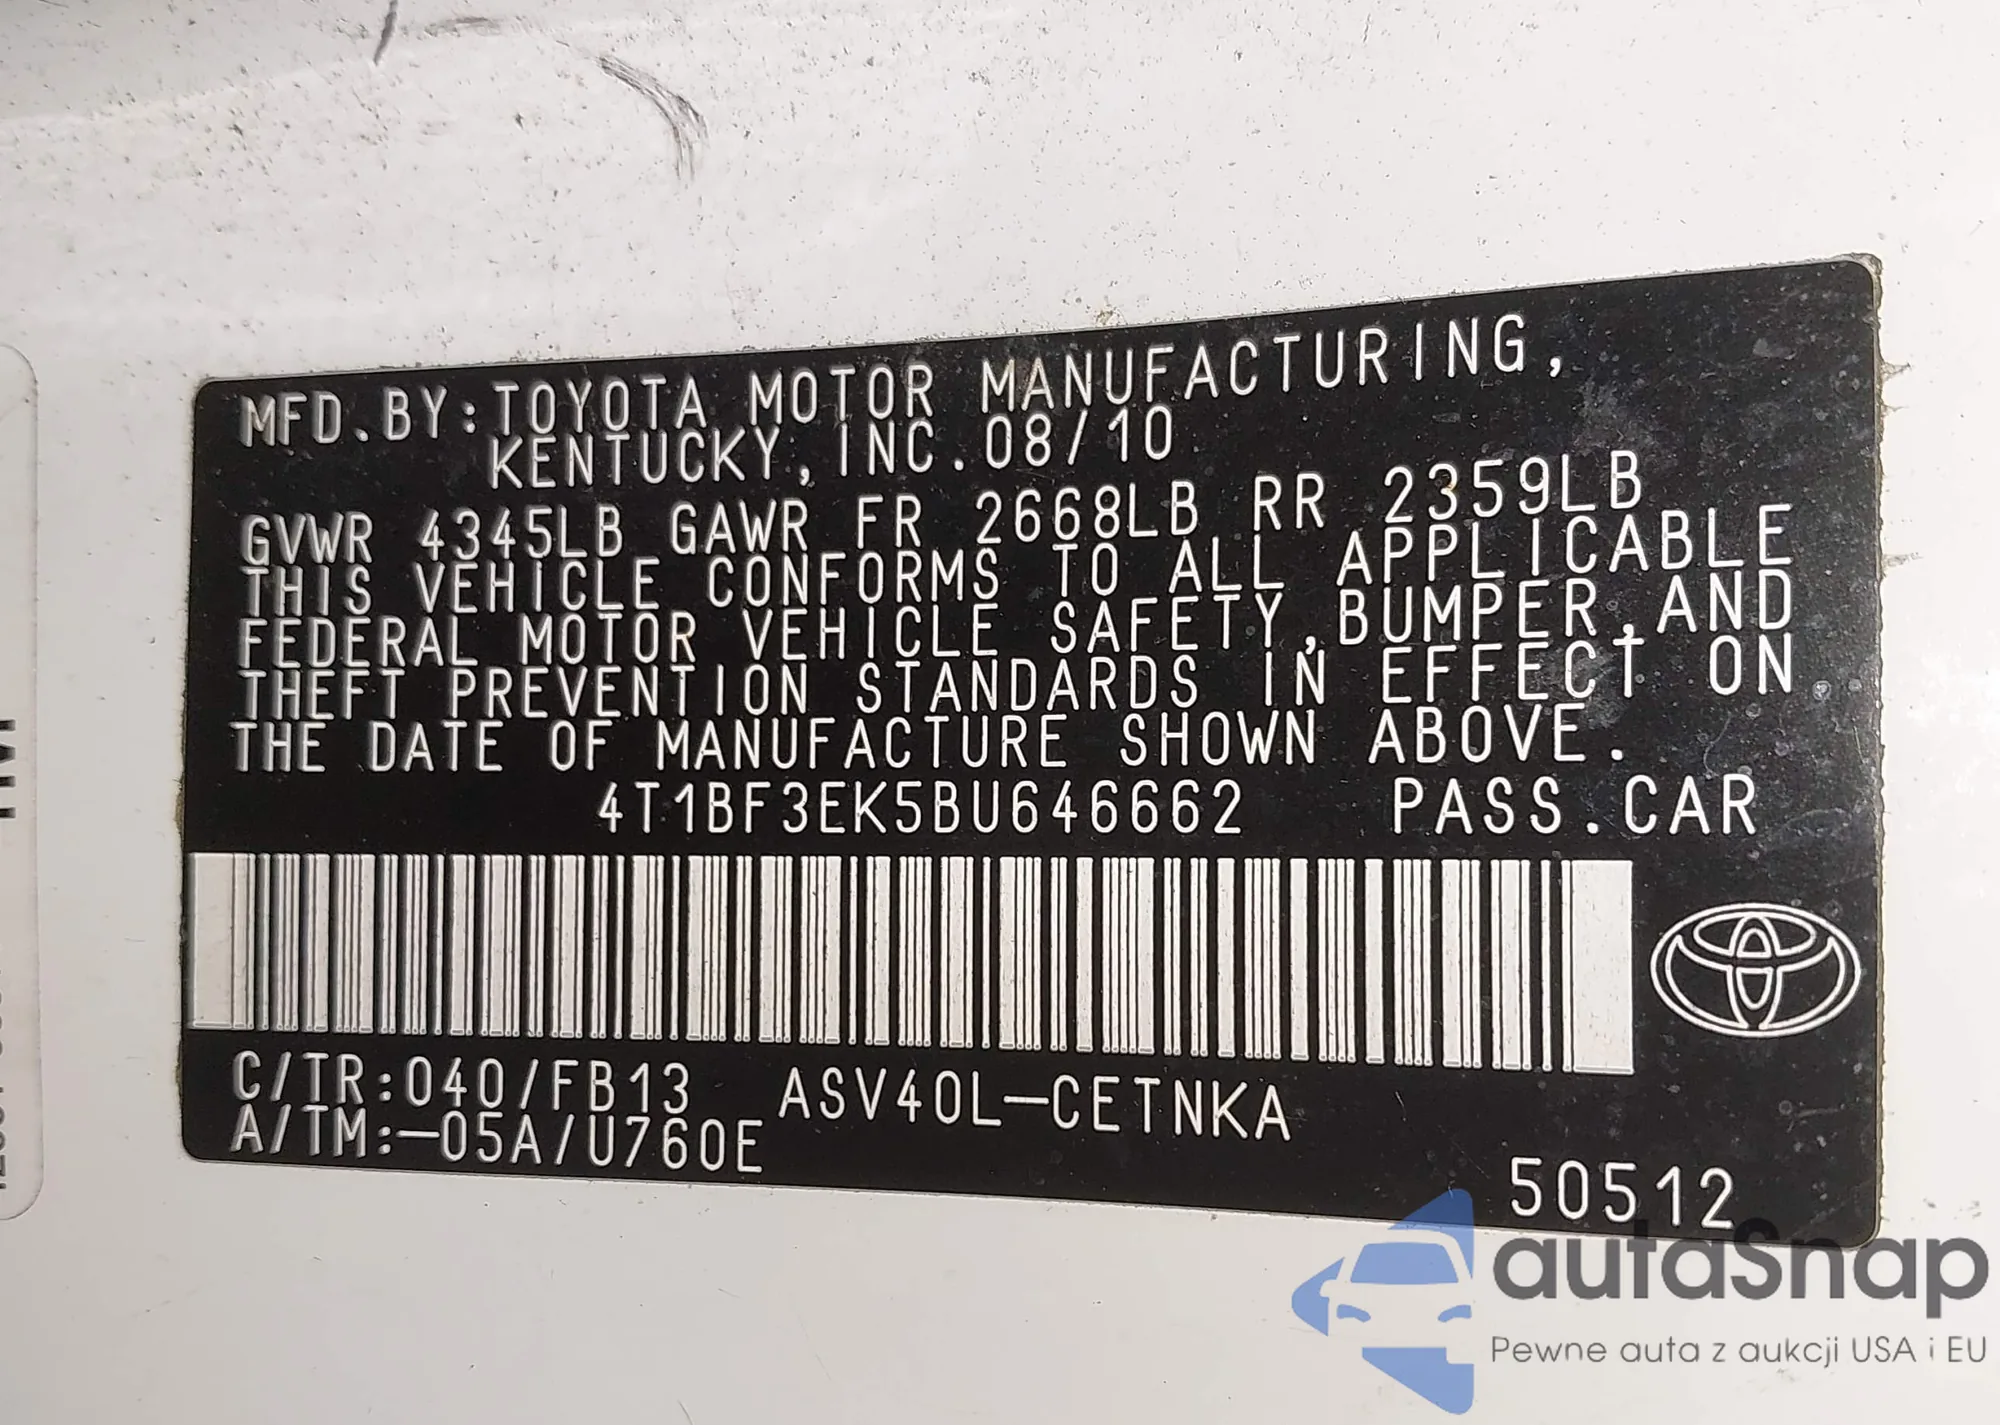 MFD.BY:TOYOTA MOTOR MANUFACTURING,
KENTUCKY,INC.08/10
GVWR 4345LB GAWR FR 2668LB RR 2359LB
THIS VEHICLE CONFORMS TO ALL APPLICABLE
FEDERAL MOTOR VEHICLE SAFETY,BUMPER,AND
THEFT PREVENTION STANDARDS IN EFFECT ON
THE DATE OF MANUFACTURE SHOWN ABOVE.
4T1BF3EK5BU646662 PASS.CAR
C/TR:040/FB13 ASV40L-CETNKA
A/TM:-05A/U760E
50512
autaSnap
Pewne auta z aukcji USA i EU